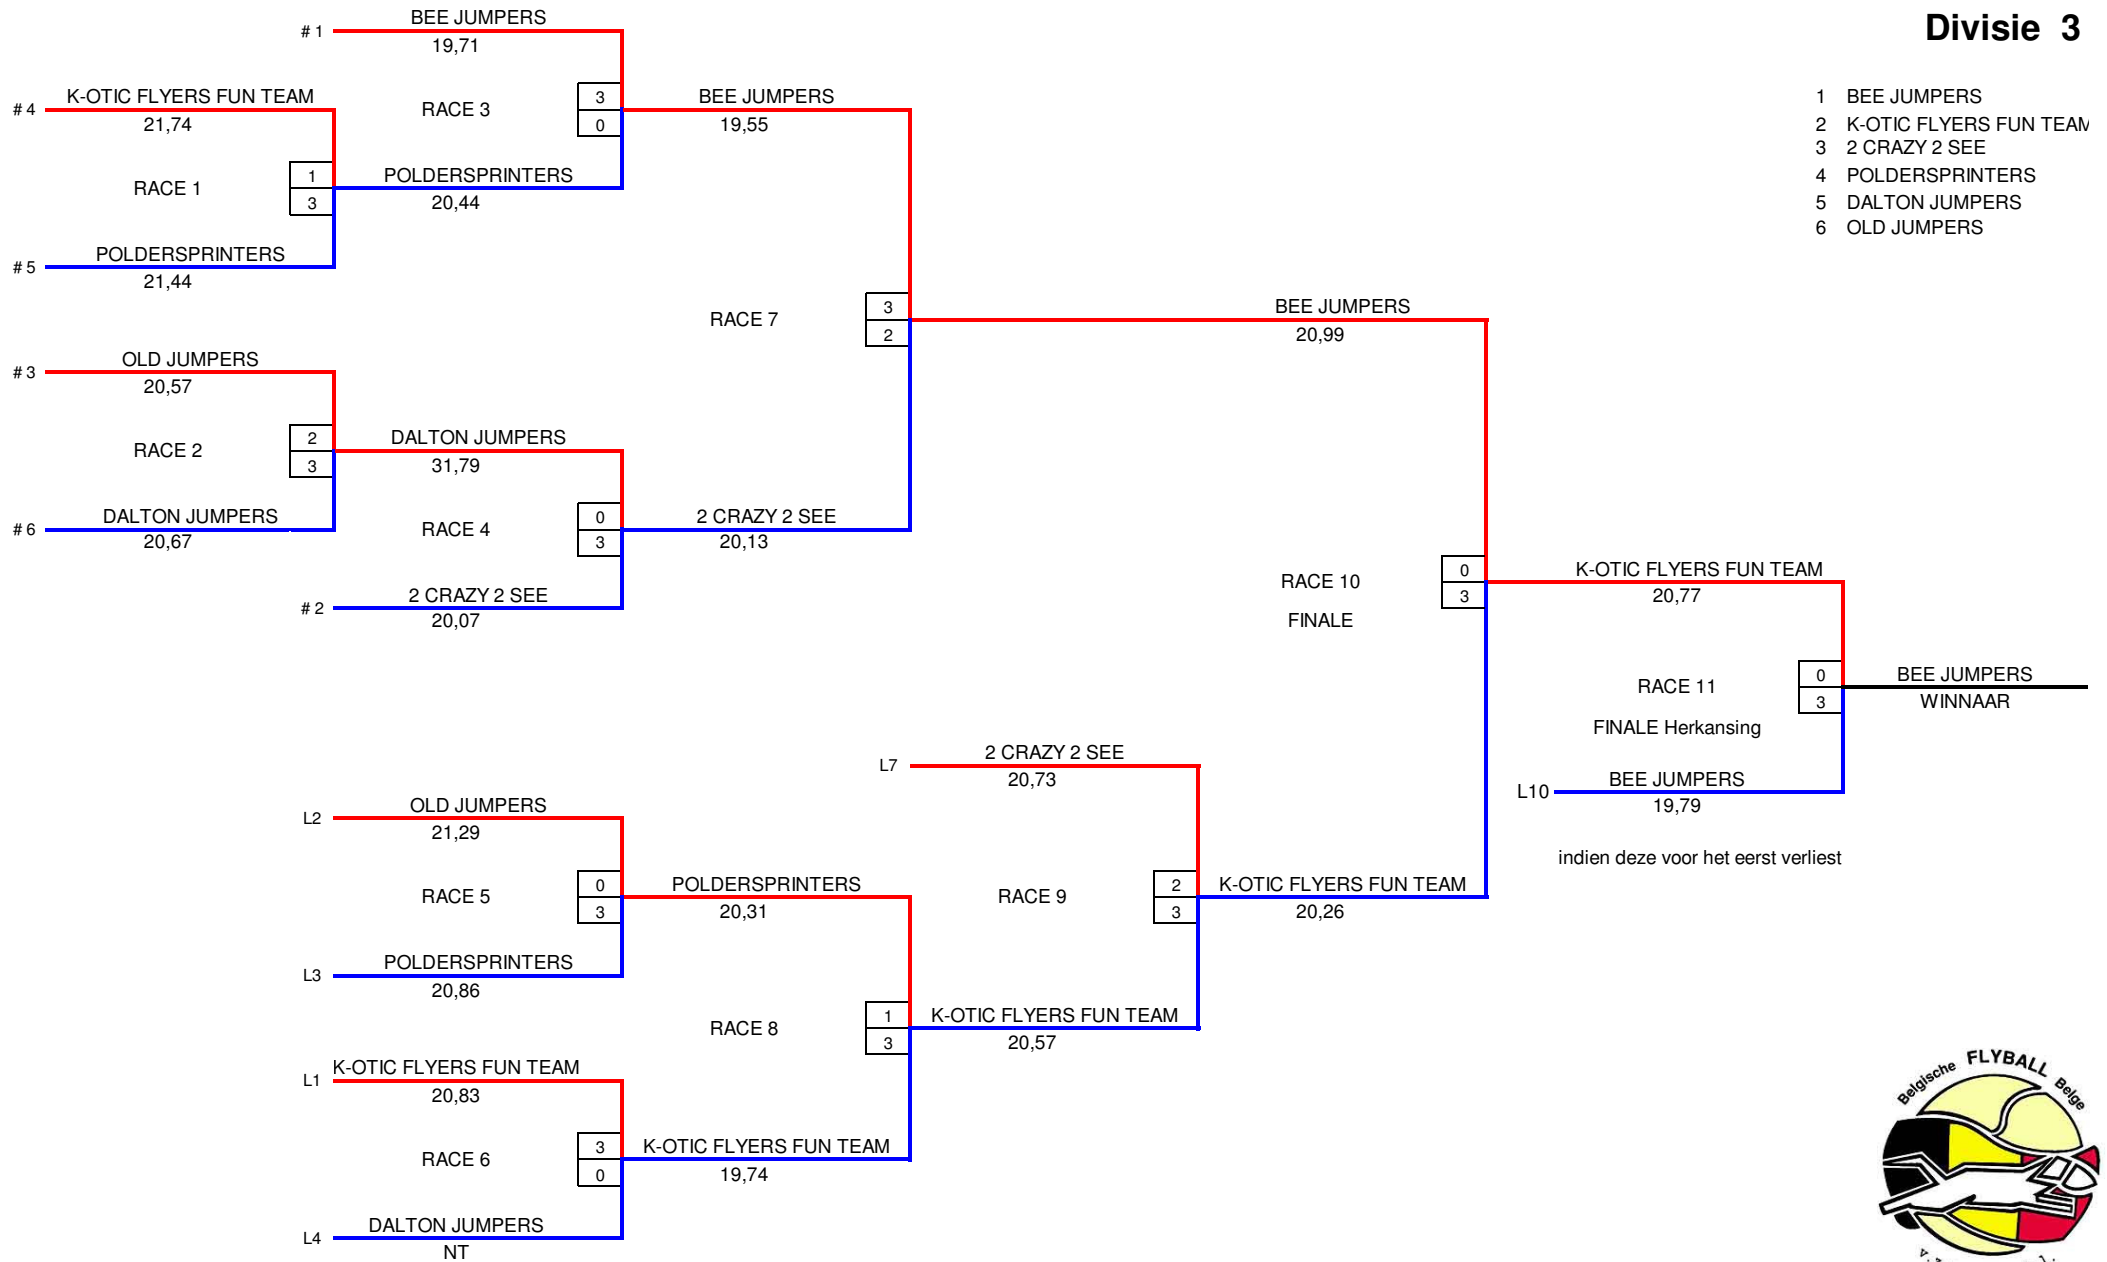 Divisie 3
1 BEE JUMPERS
2 K-OTIC FLYERS FUN TEAM
3 2 CRAZY 2 SEE
4 POLDERSPRINTERS
5 DALTON JUMPERS
6 OLD JUMPERS
# 1
BEE JUMPERS
19,71
# 4
K-OTIC FLYERS FUN TEAM
21,74
RACE 3
3
0
BEE JUMPERS
19,55
RACE 1
1
3
POLDERSPRINTERS
20,44
# 5
POLDERSPRINTERS
21,44
RACE 7
3
2
BEE JUMPERS
20,99
# 3
OLD JUMPERS
20,57
RACE 2
2
3
DALTON JUMPERS
31,79
# 6
DALTON JUMPERS
20,67
RACE 4
0
3
2 CRAZY 2 SEE
20,13
# 2
2 CRAZY 2 SEE
20,07
RACE 10
FINALE
0
3
K-OTIC FLYERS FUN TEAM
20,77
RACE 11
FINALE Herkansing
0
3
BEE JUMPERS
WINNAAR
L7
2 CRAZY 2 SEE
20,73
L10
BEE JUMPERS
19,79
indien deze voor het eerst verliest
L2
OLD JUMPERS
21,29
RACE 5
0
3
POLDERSPRINTERS
20,31
RACE 9
2
3
K-OTIC FLYERS FUN TEAM
20,26
L3
POLDERSPRINTERS
20,86
RACE 8
1
3
K-OTIC FLYERS FUN TEAM
20,57
L1
K-OTIC FLYERS FUN TEAM
20,83
RACE 6
3
0
K-OTIC FLYERS FUN TEAM
19,74
L4
DALTON JUMPERS
NT
Belgische FLYBALL Belge